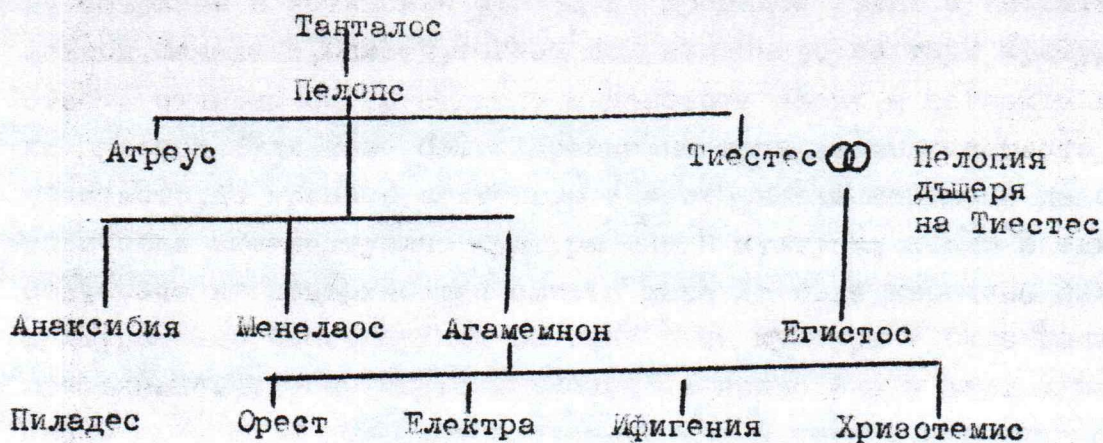 Танталос
Пелопс
Атреус Тиестес Пелопия
дъщеря
на Тиестес
Анаксибия Менелаос Агамемнон Егистос
Пиладес Орест Електра Ифигения Хризотемис